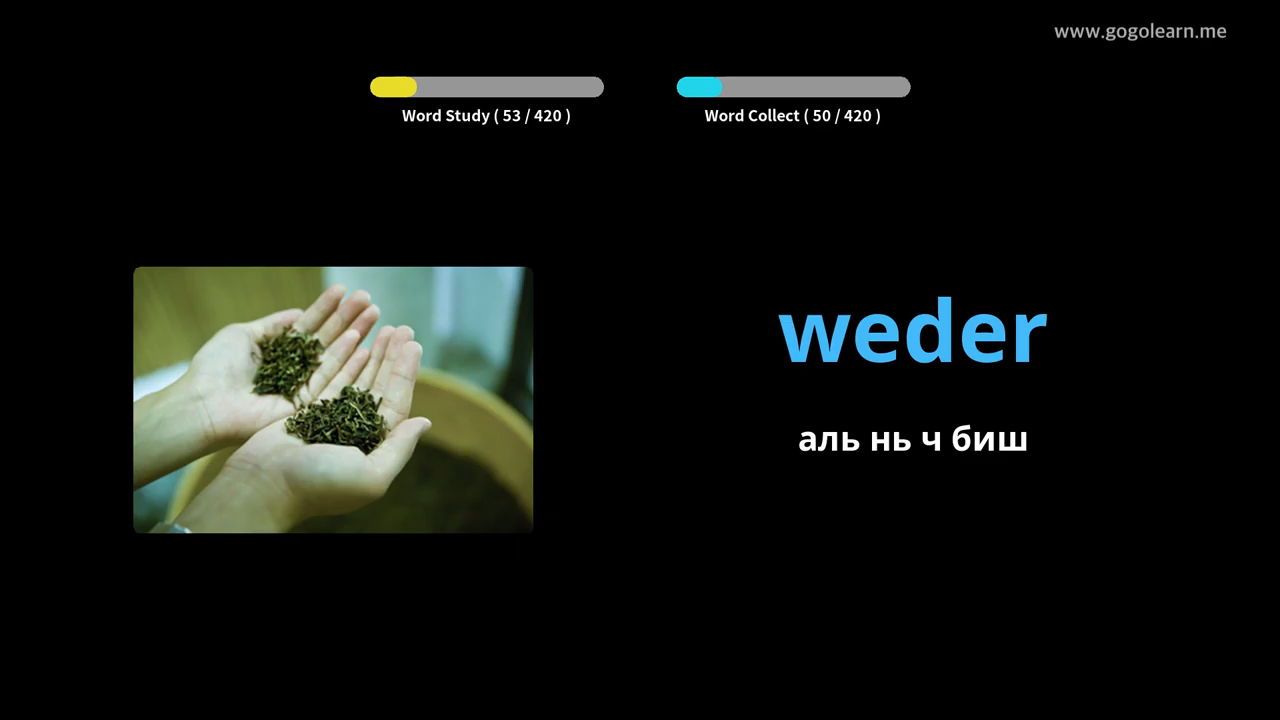 www.gogolearn.me
Word Study ( 53 / 420 )
Word Collect ( 50 / 420 )
weder
аль нь ч биш